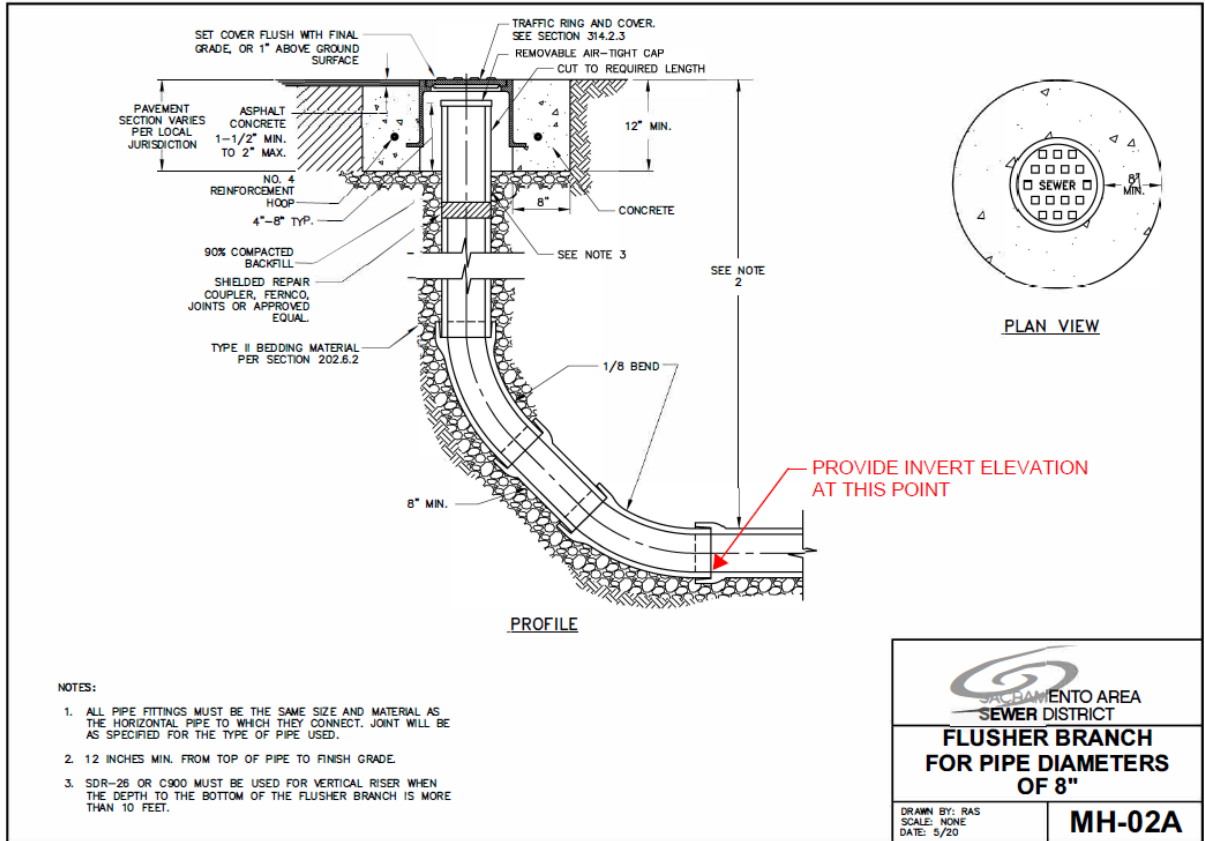 SET COVER FLUSH WITH FINAL
GRADE, OR 1" ABOVE GROUND
SURFACE
TRAFFIC RING AND COVER.
SEE SECTION 314.2.3
REMOVABLE AIR-TIGHT CAP
CUT TO REQUIRED LENGTH
PAVEMENT
SECTION VARIES
PER LOCAL
JURISDICTION
ASPHALT
CONCRETE
1-1/2" MIN.
TO 2" MAX.
12" MIN.
NO. 4
REINFORCEMENT
HOOP
4"-8" TYP.
8"
CONCRETE
90% COMPACTED
BACKFILL
SEE NOTE 3
SHIELDED REPAIR
COUPLER, FERNCO,
JOINTS OR APPROVED
EQUAL.
SEE NOTE
2
TYPE II BEDDING MATERIAL
PER SECTION 202.6.2
1/8 BEND
8" MIN.
PROVIDE INVERT ELEVATION
AT THIS POINT
PROFILE
SEWER
8"
MIN.
PLAN VIEW
NOTES:
1. ALL PIPE FITTINGS MUST BE THE SAME SIZE AND MATERIAL AS
THE HORIZONTAL PIPE TO WHICH THEY CONNECT. JOINT WILL BE
AS SPECIFIED FOR THE TYPE OF PIPE USED.
2. 12 INCHES MIN. FROM TOP OF PIPE TO FINISH GRADE.
3. SDR-26 OR C900 MUST BE USED FOR VERTICAL RISER WHEN
THE DEPTH TO THE BOTTOM OF THE FLUSHER BRANCH IS MORE
THAN 10 FEET.
SACRAMENTO AREA
SEWER DISTRICT
FLUSHER BRANCH
FOR PIPE DIAMETERS
OF 8"
DRAWN BY: RAS
SCALE: NONE
DATE: 5/20
MH-02A